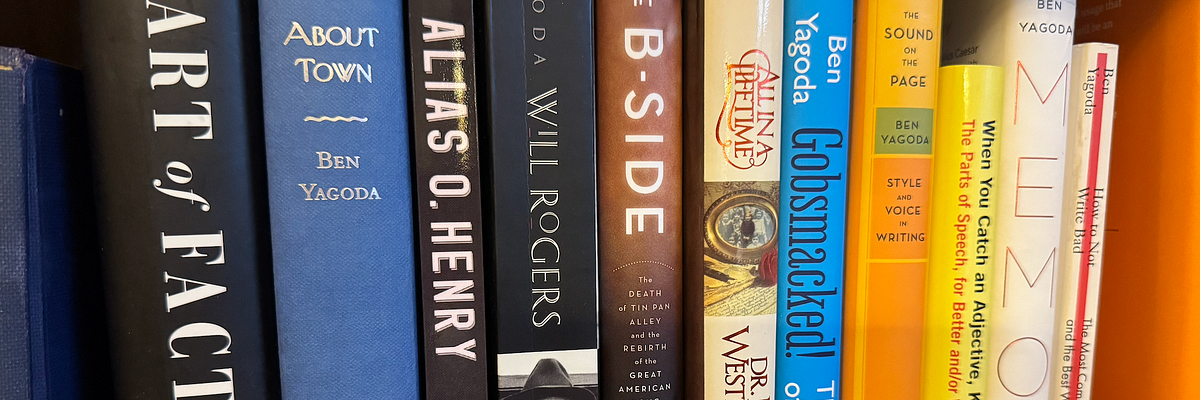 ART of FACT
ABOUT
TOWN
BEN
YAGODA
ALIAS O. HENRY
ODA WILL ROGERS
B-SIDE
The
DEATH
of TIN PAN
ALLEY
and the
REBIRTH
of the
GREAT
AMERICAN
ALL IN A
LIFETIME
DR.
WEST
Ben
Yagoda
Gobsmacked!
THE
SOUND
ON
THE
PAGE
BEN
YAGODA
STYLE
AND
VOICE
IN
WRITING
When You Catch an Adjective, K
The Parts of Speech, for Better and/or
BEN
YAGODA
MEMO
Ben
Yagoda
How to Not
Write Bad
The Most Com
and the Best